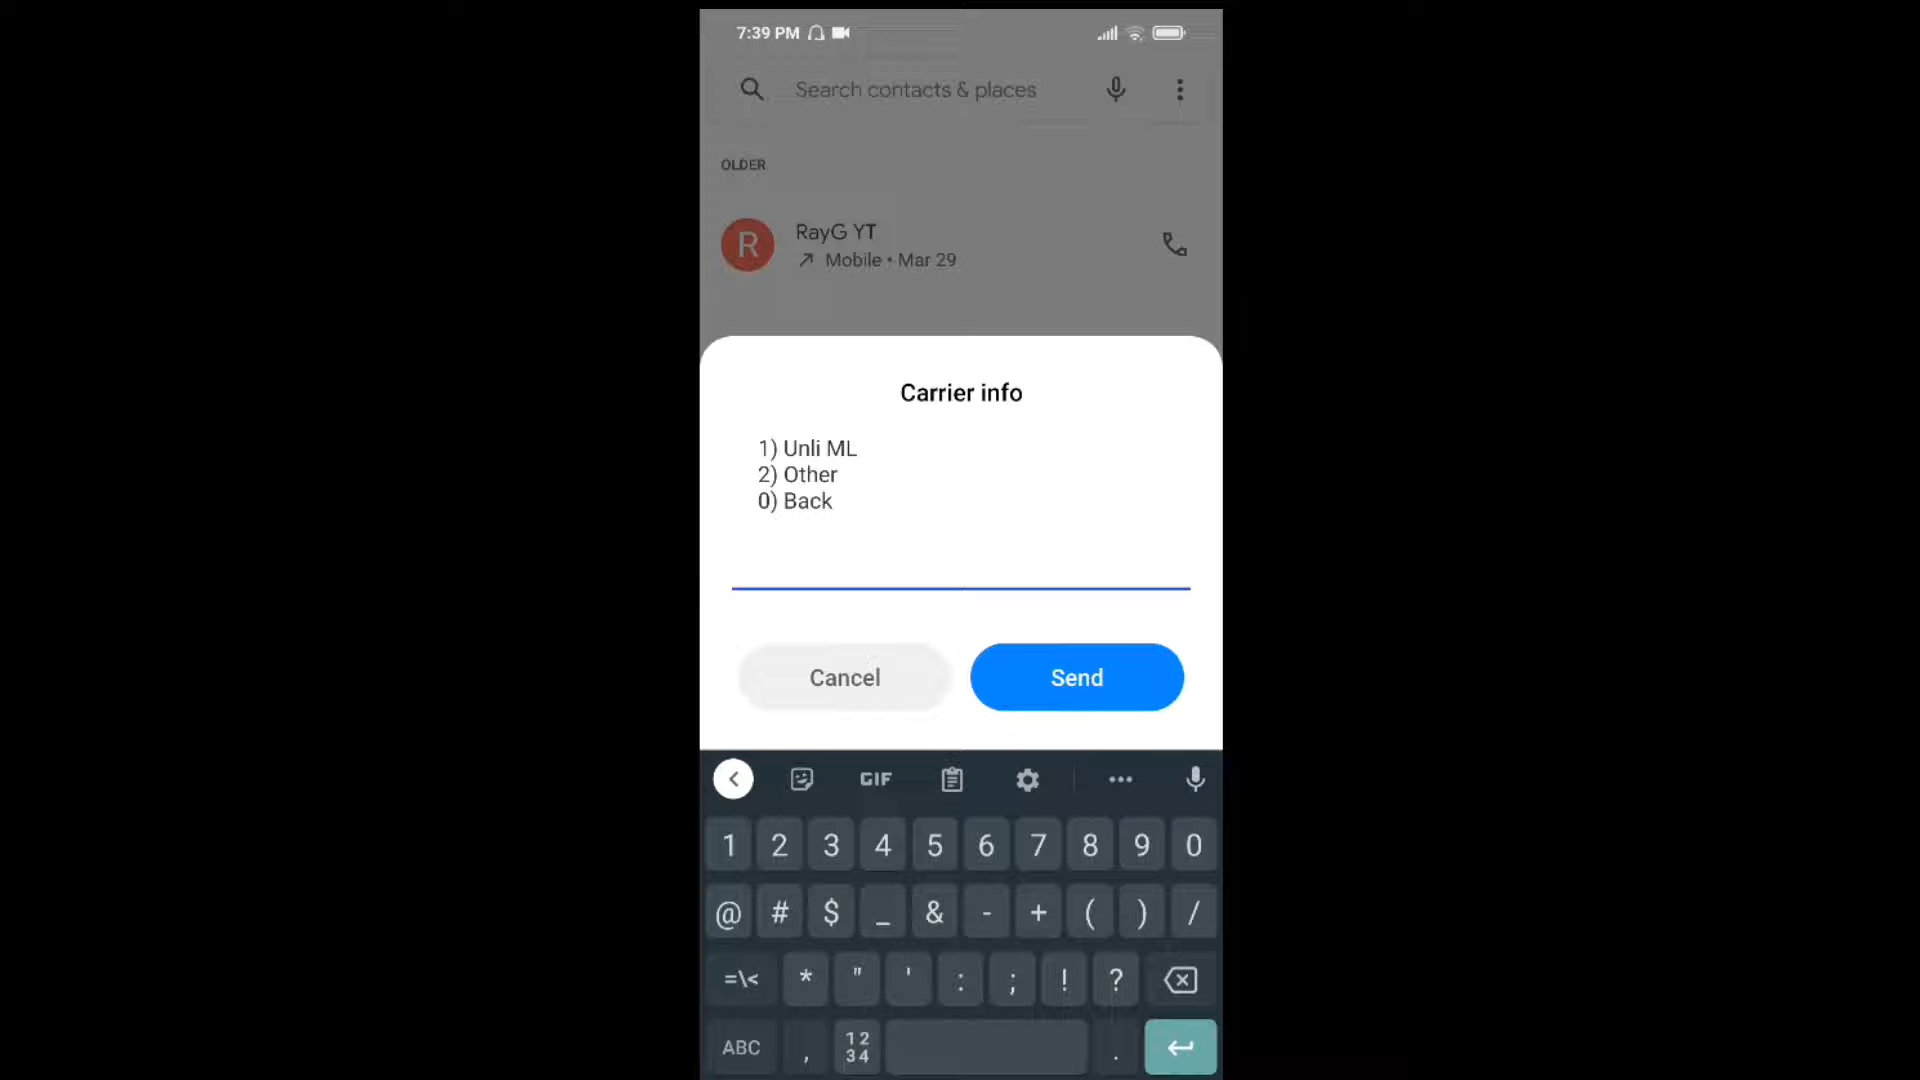 7:39 PM
Search contacts & places
OLDER
R
RayG YT
Mobile • Mar 29
Carrier info
1) Unli ML
2) Other
0) Back
Cancel
Send
GIF
1 2 3 4 5 6 7 8 9 0
@ # $ _ & - + ( ) /
=\< * " ' : ; ! ?
ABC , 12 34 .